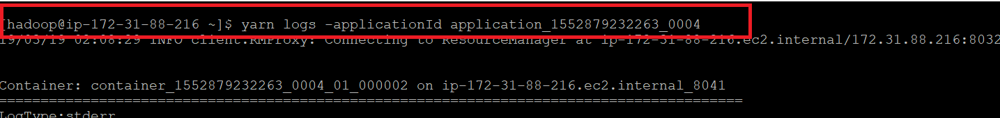 [hadoop@ip-172-31-88-216 ~]$ yarn logs -applicationId application_1552879232263_0004
19/03/19 02:08:29 INFO client.RMProxy: Connecting to ResourceManager at ip-172-31-88-216.ec2.internal/172.31.88.216:8032
Container: container_1552879232263_0004_01_000002 on ip-172-31-88-216.ec2.internal_8041
=========================================================================================
LogType:stderr